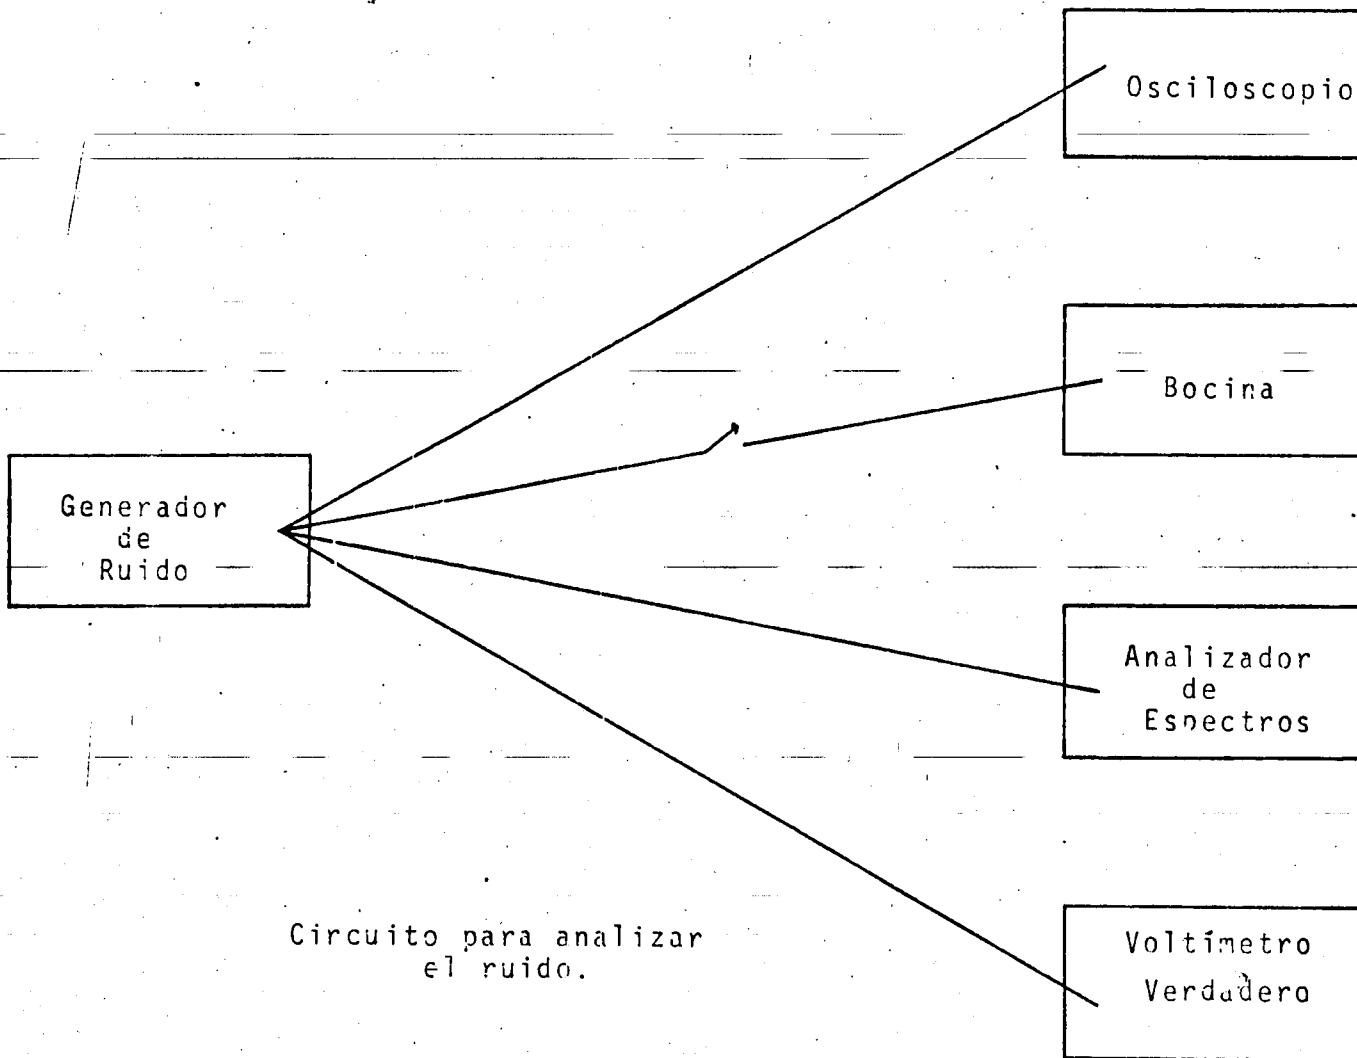 Osciloscopio
Bocina
Generador
de
Ruido
Analizador
de
Espectros
Circuito para analizar
el ruido.
Voltímetro
Verdadero